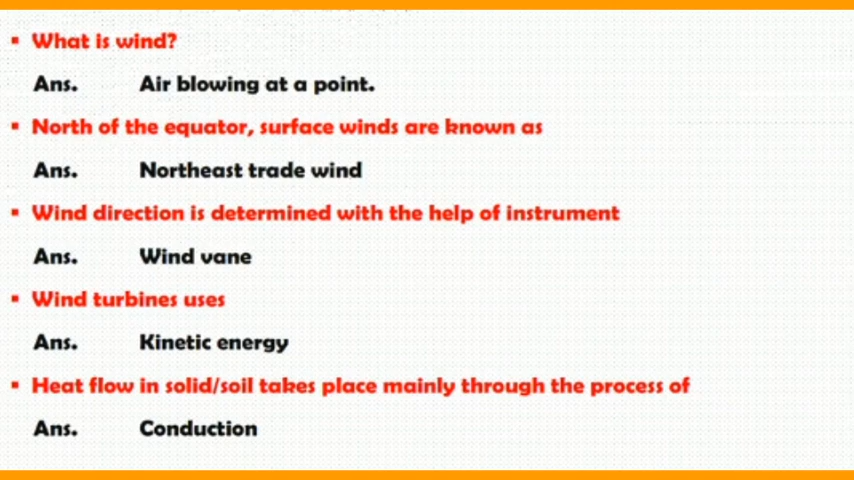 ▪ What is wind?
Ans. Air blowing at a point.
▪ North of the equator, surface winds are known as
Ans. Northeast trade wind
▪ Wind direction is determined with the help of instrument
Ans. Wind vane
▪ Wind turbines uses
Ans. Kinetic energy
▪ Heat flow in solid/soil takes place mainly through the process of
Ans. Conduction